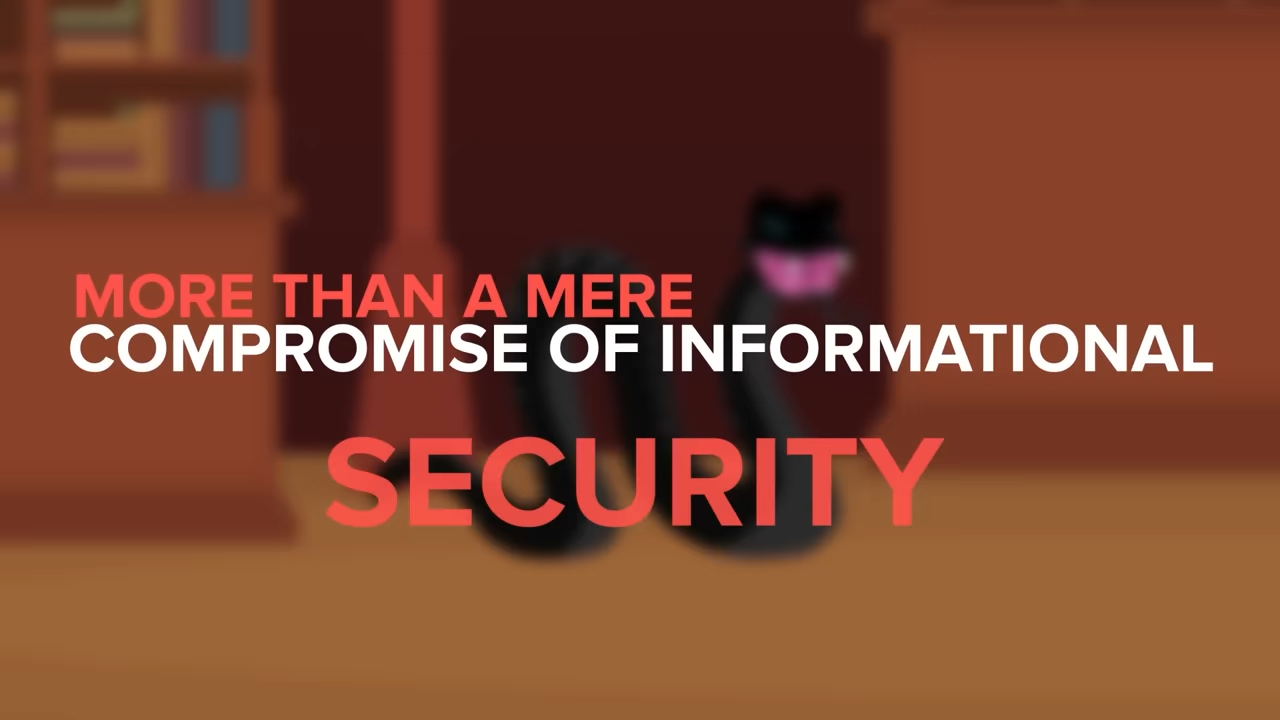 MORE THAN A MERE
COMPROMISE OF INFORMATIONAL
SECURITY